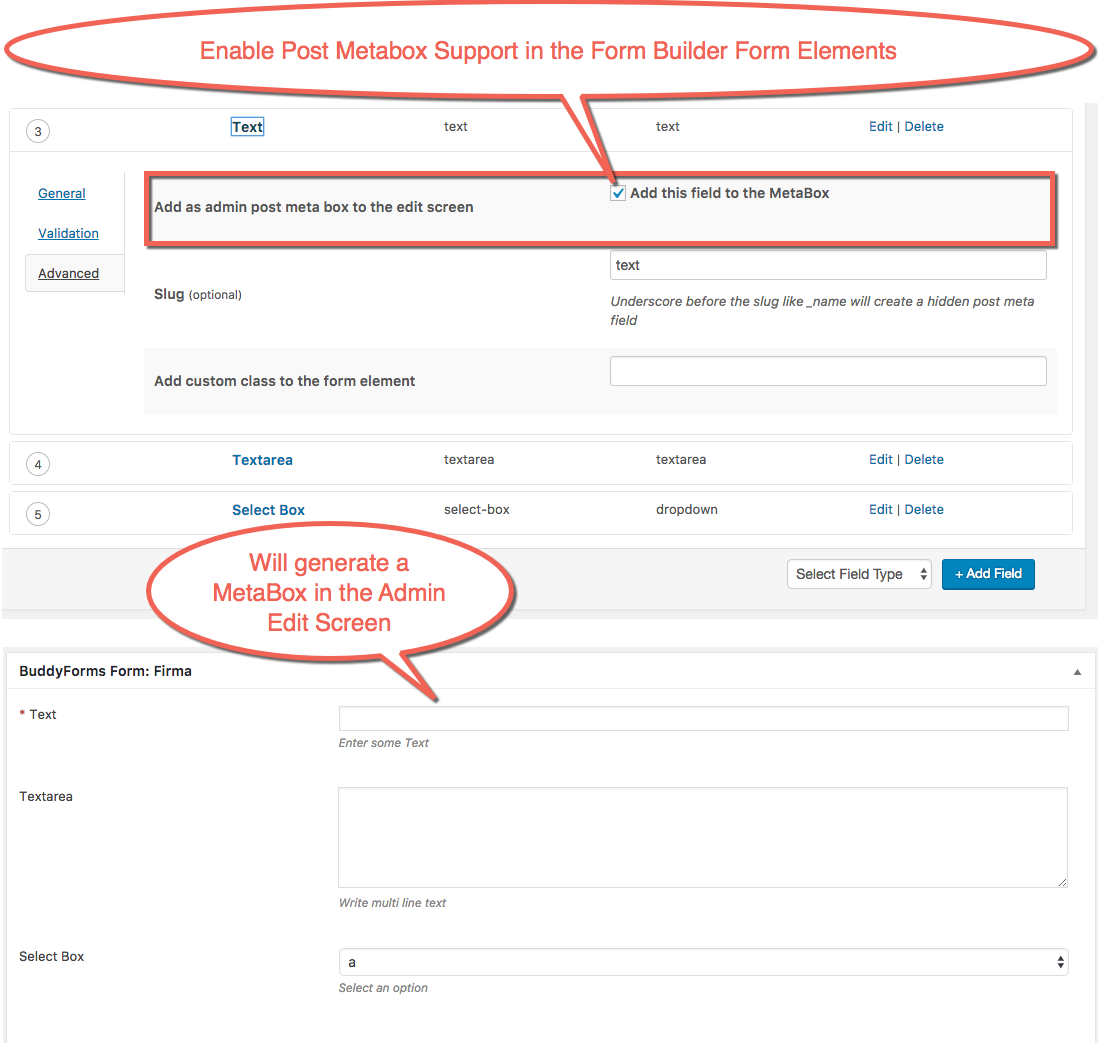 Enable Post Metabox Support in the Form Builder Form Elements
3 Text text text Edit | Delete
General
Validation
Advanced
Add as admin post meta box to the edit screen
Add this field to the MetaBox
Slug (optional)
text
Underscore before the slug like _name will create a hidden post meta
field
Add custom class to the form element
4 Textarea textarea textarea Edit | Delete
5 Select Box select-box dropdown Edit | Delete
Will generate a
MetaBox in the Admin
Edit Screen
Select Field Type + Add Field
BuddyForms Form: Firma
* Text
Enter some Text
Textarea
Write multi line text
Select Box
a
Select an option